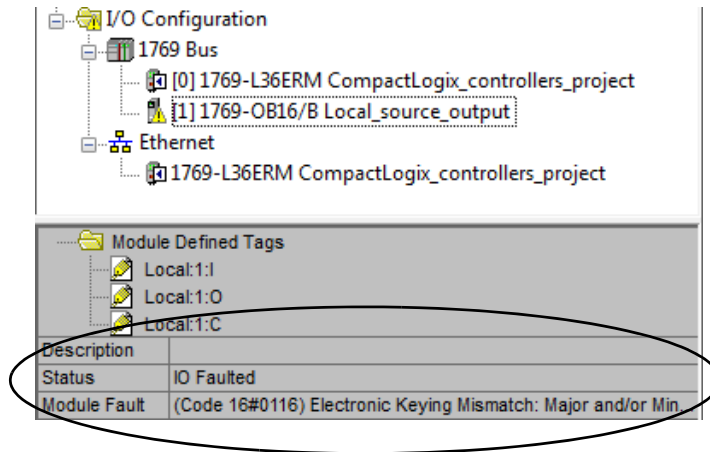 I/O Configuration
1769 Bus
[0] 1769-L36ERM CompactLogix_controllers_project
[1] 1769-OB16/B Local_source_output
Ethernet
1769-L36ERM CompactLogix_controllers_project
Module Defined Tags
Local:1:I
Local:1:O
Local:1:C
Description
Status IO Faulted
Module Fault (Code 16#0116) Electronic Keying Mismatch: Major and/or Min...